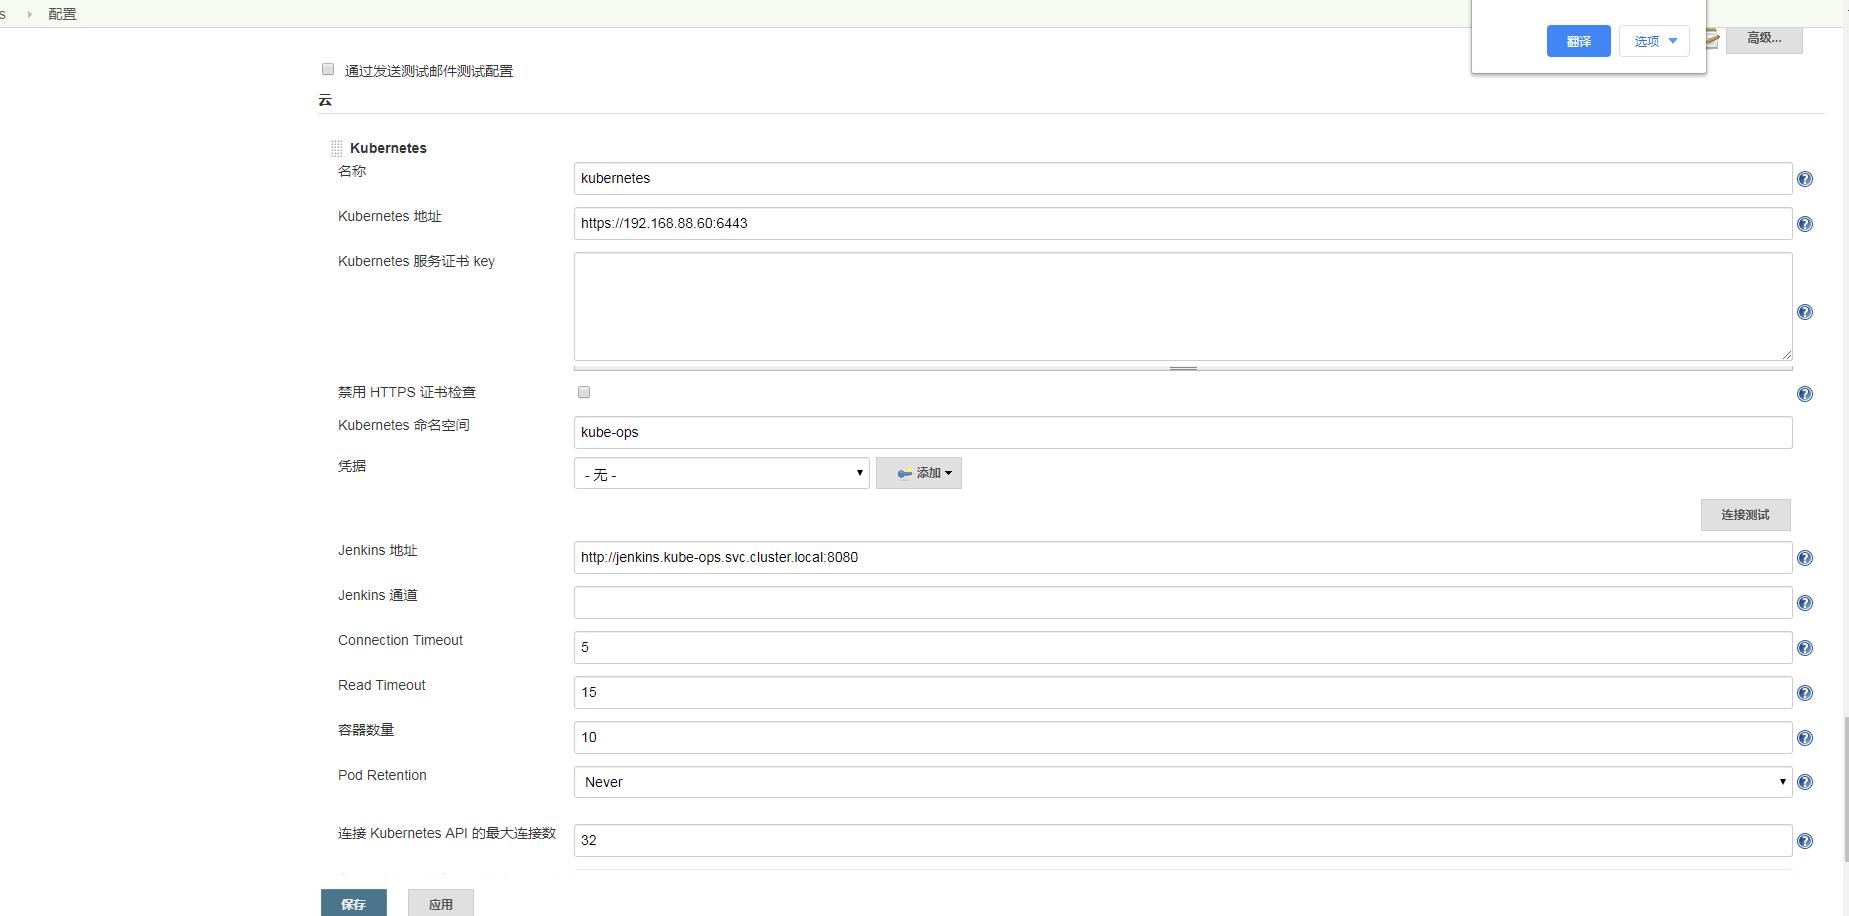 s 配置
翻译 选项 高级...
通过发送测试邮件测试配置
云
Kubernetes
名称 kubernetes
Kubernetes 地址 https://192.168.88.60:6443
Kubernetes 服务证书 key
禁用 HTTPS 证书检查
Kubernetes 命名空间 kube-ops
凭据 - 无 - 添加
连接测试
Jenkins 地址 http://jenkins.kube-ops.svc.cluster.local:8080
Jenkins 通道
Connection Timeout 5
Read Timeout 15
容器数量 10
Pod Retention Never
连接 Kubernetes API 的最大连接数 32
保存 应用